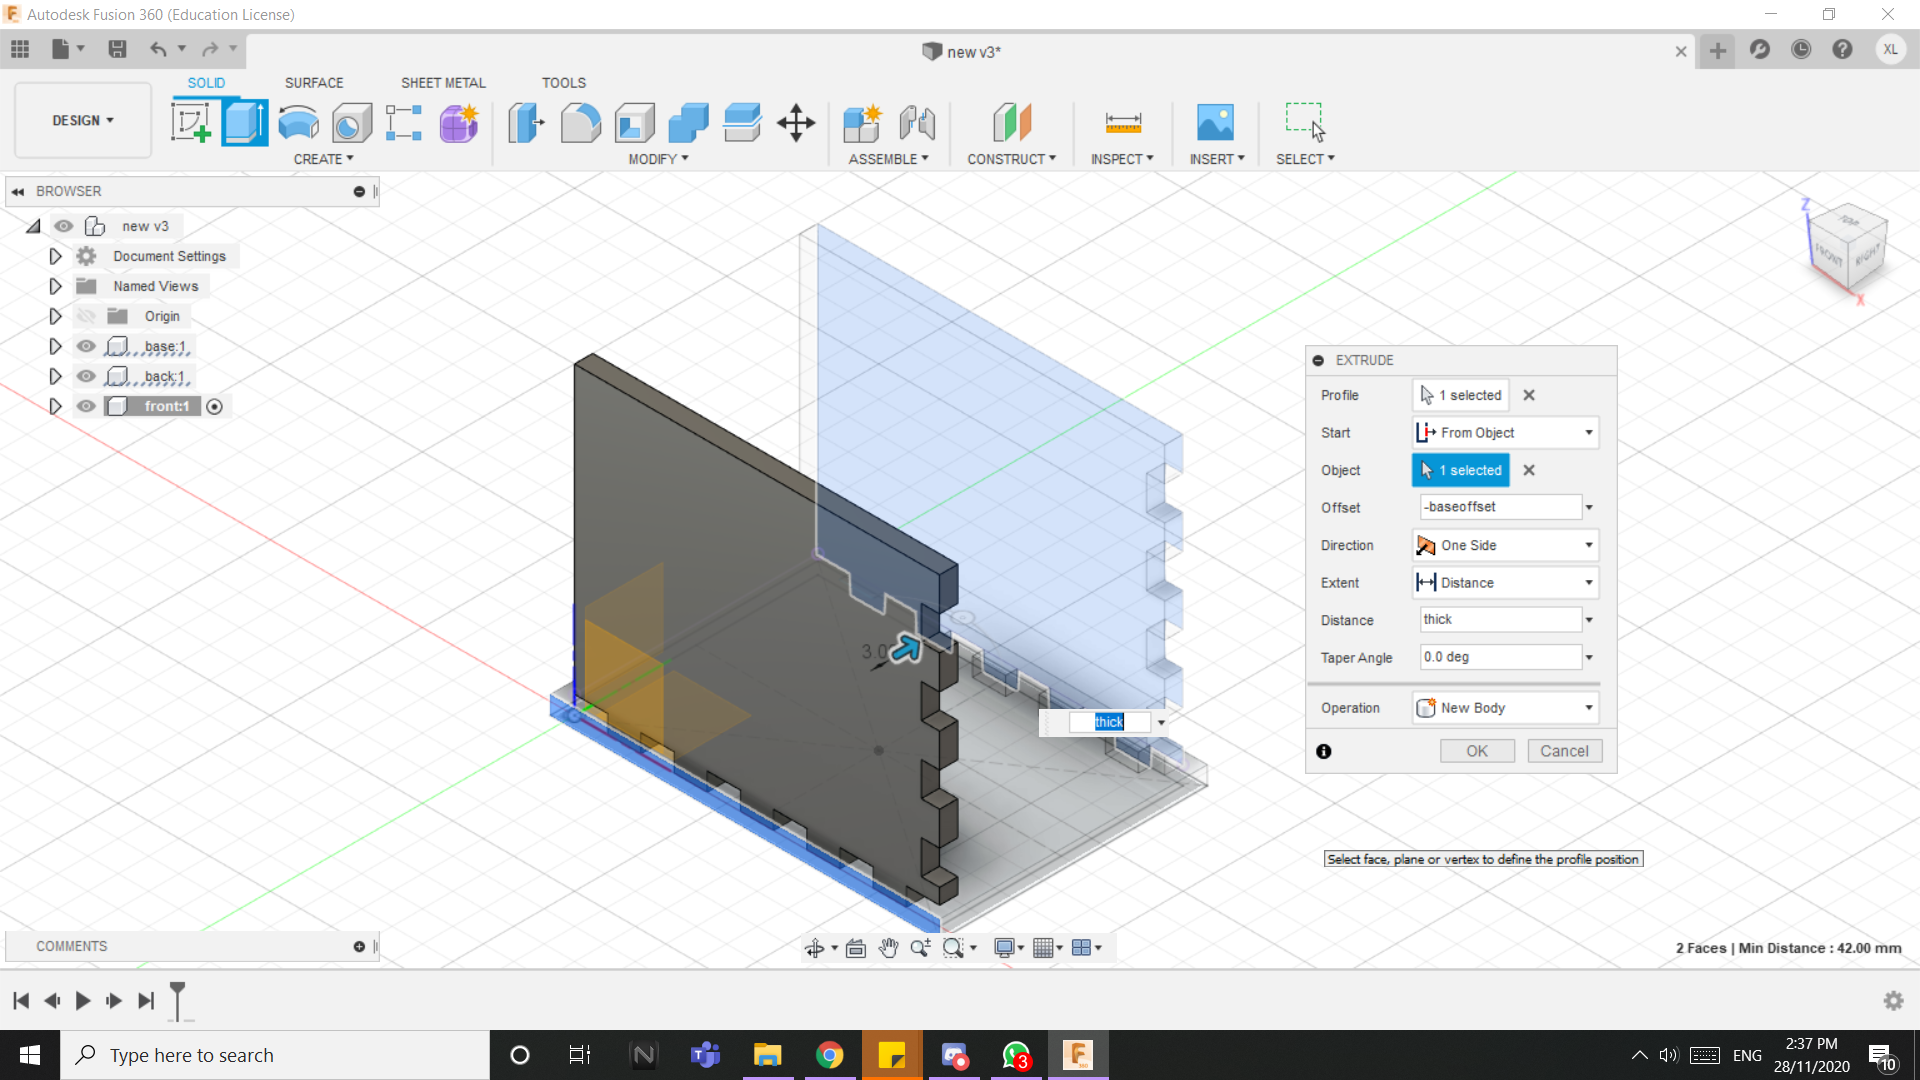 Autodesk Fusion 360 (Education License)
new v3*
XL
DESIGN
SOLID
SURFACE
SHEET METAL
TOOLS
CREATE
MODIFY
ASSEMBLE
CONSTRUCT
INSPECT
INSERT
SELECT
BROWSER
new v3
Document Settings
Named Views
Origin
base:1
back:1
front:1
Z
TOP
FRONT
RIGHT
X
EXTRUDE
Profile 1 selected
Start From Object
Object 1 selected
Offset -baseoffset
Direction One Side
Extent Distance
Distance thick
Taper Angle 0.0 deg
Operation New Body
OK Cancel
3.0
thick
Select face, plane or vertex to define the profile position
COMMENTS
2 Faces | Min Distance : 42.00 mm
Type here to search
3
ENG
2:37 PM
28/11/2020
10